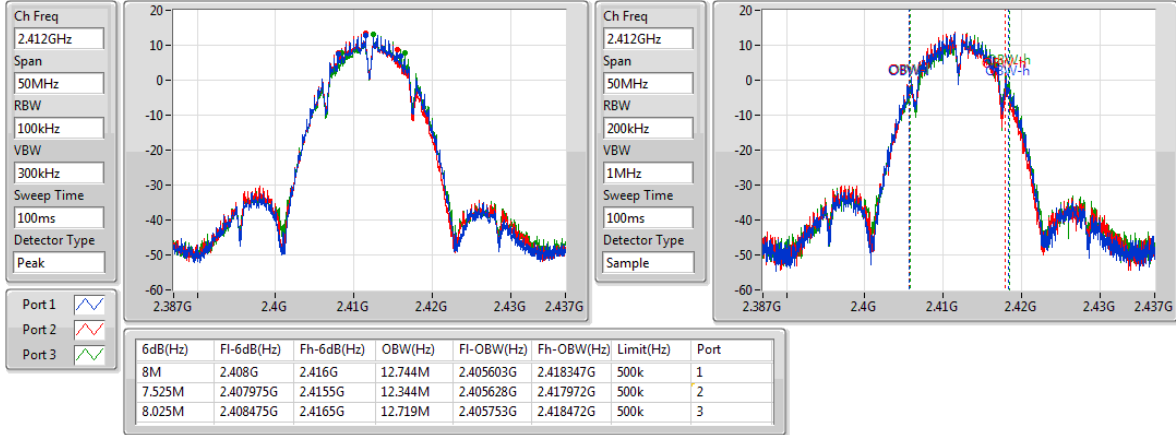 Ch Freq
2.412GHz
Span
50MHz
RBW
100kHz
VBW
300kHz
Sweep Time
100ms
Detector Type
Peak
Port 1
Port 2
Port 3
20
10
0
-10
-20
-30
-40
-50
-60
2.387G 2.4G 2.41G 2.42G 2.43G 2.437G
Ch Freq
2.412GHz
Span
50MHz
RBW
200kHz
VBW
1MHz
Sweep Time
100ms
Detector Type
Sample
20
10
0
-10
-20
-30
-40
-50
-60
OBW-h
2.387G 2.4G 2.41G 2.42G 2.43G 2.437G
6dB(Hz) Fl-6dB(Hz) Fh-6dB(Hz) OBW(Hz) Fl-OBW(Hz) Fh-OBW(Hz) Limit(Hz) Port
8M 2.408G 2.416G 12.744M 2.405603G 2.418347G 500k 1
7.525M 2.407975G 2.4155G 12.344M 2.405628G 2.417972G 500k 2
8.025M 2.408475G 2.4165G 12.719M 2.405753G 2.418472G 500k 3